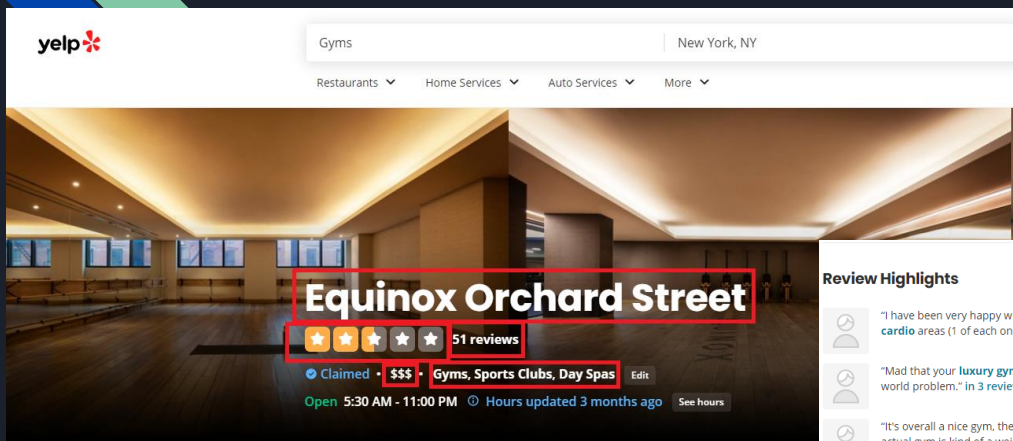 yelp
Gyms
New York, NY
Restaurants
Home Services
Auto Services
More
Equinox Orchard Street
51 reviews
Claimed • $$$ • Gyms, Sports Clubs, Day Spas Edit
Open 5:30 AM - 11:00 PM Hours updated 3 months ago See hours
Review Highlights
"I have been very happy w
cardio areas (1 of each on
"Mad that your luxury gyr
world problem." in 3 revie
"It's overall a nice gym, the